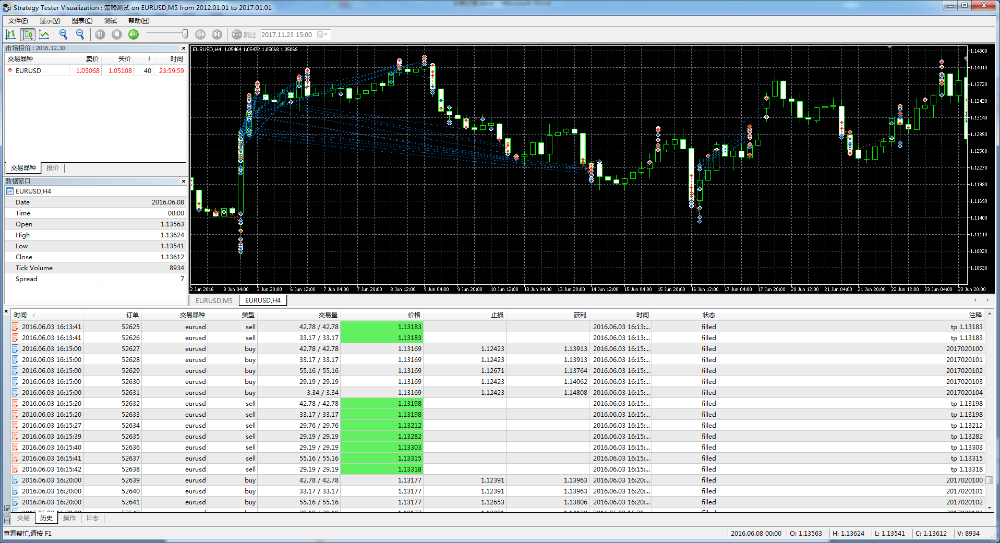 Strategy Tester Visualization : 策略测试 on EURUSD,M5 from 2012.01.01 to 2017.01.01
文件(F) 显示(V) 图表(C) 测试 帮助(H)
跳过 2017.11.23 15:00
市场报价 : 2016.12.30
交易品种 卖价 买价 ! 时间
EURUSD 1.05068 1.05108 40 23:59:59
交易品种 报价
数据窗口
EURUSD,H4
Date 2016.06.08
Time 00:00
Open 1.13563
High 1.13624
Low 1.13541
Close 1.13612
Tick Volume 8934
Spread 7
EURUSD,H4 1.05464 1.05472 1.05068 1.05068
1.14300
1.14010
1.13720
1.13430
1.13140
1.12850
1.12560
1.12270
1.11980
1.11690
1.11400
1.11110
1.10820
1.10530
2 Jun 2016 3 Jun 04:00 3 Jun 20:00 6 Jun 12:00 7 Jun 04:00 7 Jun 20:00 8 Jun 12:00 9 Jun 04:00 9 Jun 20:00 10 Jun 12:00 13 Jun 04:00 13 Jun 20:00 14 Jun 12:00 15 Jun 04:00 15 Jun 20:00 16 Jun 12:00 17 Jun 04:00 17 Jun 20:00 20 Jun 12:00 21 Jun 04:00 21 Jun 20:00 22 Jun 12:00 23 Jun 04:00 23 Jun 20:00
EURUSD,M5 EURUSD,H4
时间 / 订单 交易品种 类型 交易量 价格 止损 获利 时间 状态 注释
2016.06.03 16:13:41 52625 eurusd sell 42.78 / 42.78 1.13183 2016.06.03 16:13:... filled tp 1.13183
2016.06.03 16:13:41 52626 eurusd sell 33.17 / 33.17 1.13183 2016.06.03 16:13:... filled tp 1.13183
2016.06.03 16:15:00 52627 eurusd buy 42.78 / 42.78 1.13169 1.12423 1.13913 2016.06.03 16:15:... filled 2017020100
2016.06.03 16:15:00 52628 eurusd buy 33.17 / 33.17 1.13169 1.12423 1.13913 2016.06.03 16:15:... filled 2017020101
2016.06.03 16:15:00 52629 eurusd buy 55.16 / 55.16 1.13169 1.12671 1.13764 2016.06.03 16:15:... filled 2017020102
2016.06.03 16:15:00 52630 eurusd buy 29.19 / 29.19 1.13169 1.12423 1.14062 2016.06.03 16:15:... filled 2017020103
2016.06.03 16:15:00 52631 eurusd buy 3.34 / 3.34 1.13169 1.12423 1.14808 2016.06.03 16:15:... filled 2017020104
2016.06.03 16:15:20 52632 eurusd sell 42.78 / 42.78 1.13198 2016.06.03 16:15:... filled tp 1.13198
2016.06.03 16:15:20 52633 eurusd sell 33.17 / 33.17 1.13198 2016.06.03 16:15:... filled tp 1.13198
2016.06.03 16:15:27 52634 eurusd sell 29.76 / 29.76 1.13212 2016.06.03 16:15:... filled tp 1.13212
2016.06.03 16:15:39 52635 eurusd sell 29.19 / 29.19 1.13282 2016.06.03 16:15:... filled tp 1.13282
2016.06.03 16:15:40 52636 eurusd sell 29.19 / 29.19 1.13303 2016.06.03 16:15:... filled tp 1.13303
2016.06.03 16:15:41 52637 eurusd sell 55.16 / 55.16 1.13315 2016.06.03 16:15:... filled tp 1.13315
2016.06.03 16:15:42 52638 eurusd sell 29.19 / 29.19 1.13318 2016.06.03 16:15:... filled tp 1.13318
2016.06.03 16:20:00 52639 eurusd buy 42.78 / 42.78 1.13177 1.12391 1.13963 2016.06.03 16:20:... filled 2017020100
2016.06.03 16:20:00 52640 eurusd buy 33.17 / 33.17 1.13177 1.12391 1.13963 2016.06.03 16:20:... filled 2017020101
2016.06.03 16:20:00 52641 eurusd buy 55.16 / 55.16 1.13177 1.12653 1.13806 2016.06.03 16:20:... filled 2017020102
工具箱
交易 历史 操作 日志
查看帮忙,请按 F1
2016.06.08 00:00 O: 1.13563 H: 1.13624 L: 1.13541 C: 1.13612 V: 8934